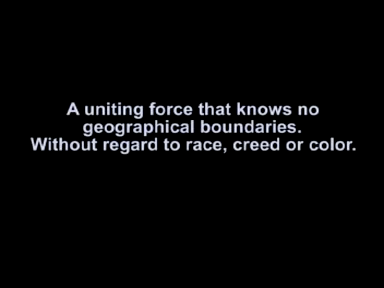 A uniting force that knows no
geographical boundaries.
Without regard to race, creed or color.